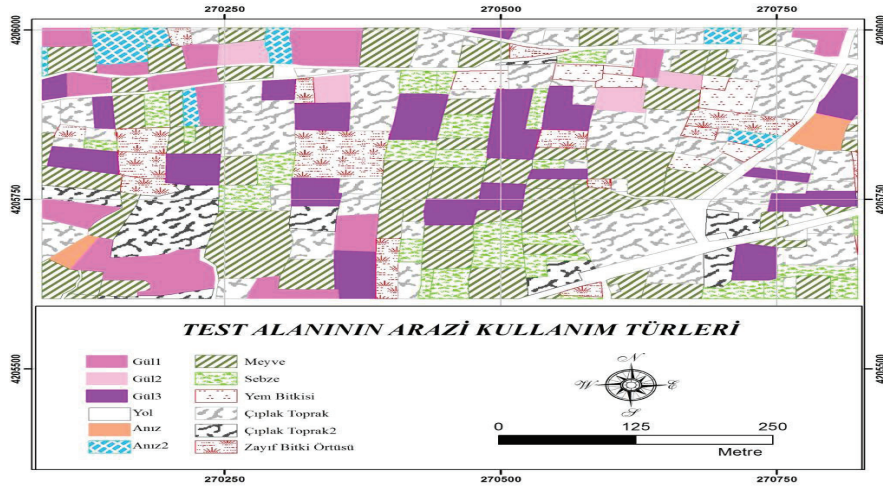 270250 270500 270750
4206000 4206000
4205750 4205750
TEST ALANININ ARAZİ KULLANIM TÜRLERİ
Gül1 Meyve
Gül2 Sebze
Gül3 Yem Bitkisi
Yol Çıplak Toprak
Anız Çıplak Toprak2
Anız2 Zayıf Bitki Örtüsü
N
W E
S
0 125 250
Metre
4205500 4205500
270250 270500 270750